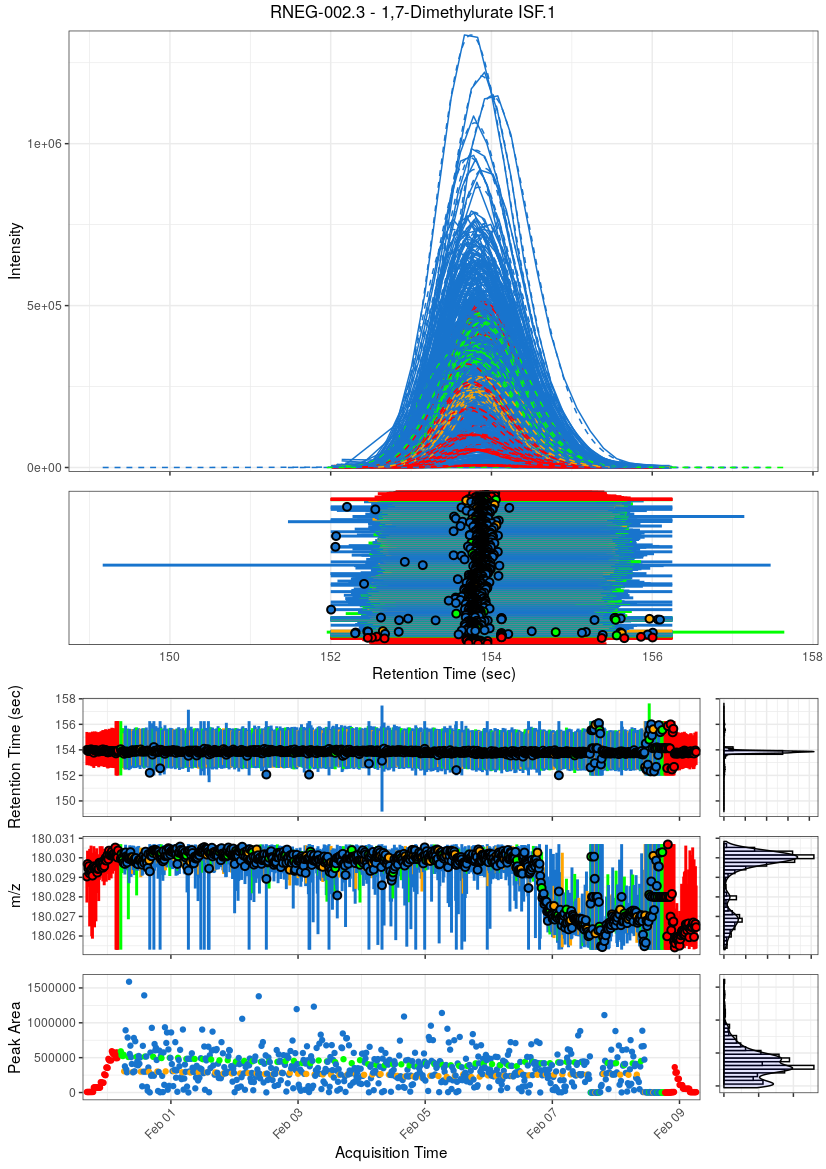 RNEG-002.3 - 1,7-Dimethylurate ISF.1
Intensity
1e+06
5e+05
0e+00
150 152 154 156 158
Retention Time (sec)
Retention Time (sec)
158
156
154
152
150
m/z
180.031
180.030
180.029
180.028
180.027
180.026
Peak Area
1500000
1000000
500000
0
Feb 01 Feb 03 Feb 05 Feb 07 Feb 09
Acquisition Time